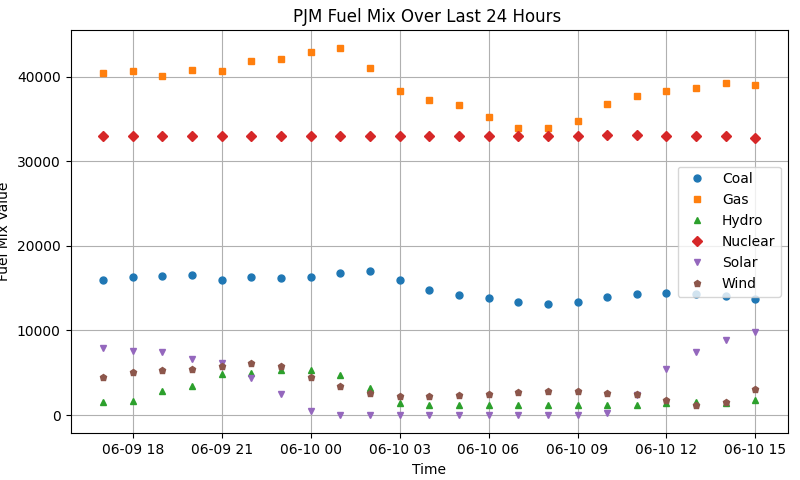 PJM Fuel Mix Over Last 24 Hours
Fuel Mix Value
40000
30000
20000
10000
0
Coal
Gas
Hydro
Nuclear
Solar
Wind
06-09 18 06-09 21 06-10 00 06-10 03 06-10 06 06-10 09 06-10 12 06-10 15
Time